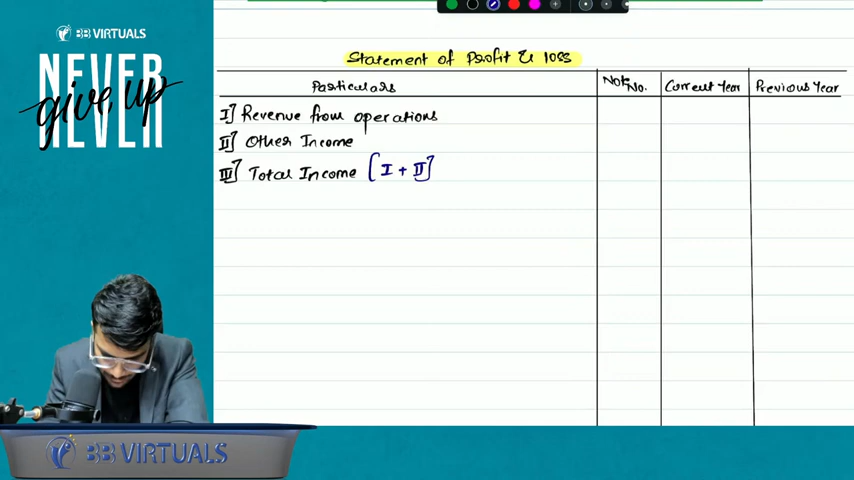 BB VIRTUALS
NEVER
give up
NEVER
Statement of Profit & loss
Particulars
Note No.
Current Year
Previous Year
I] Revenue from operations
II] Other Income
III] Total Income [I + II]
BB VIRTUALS